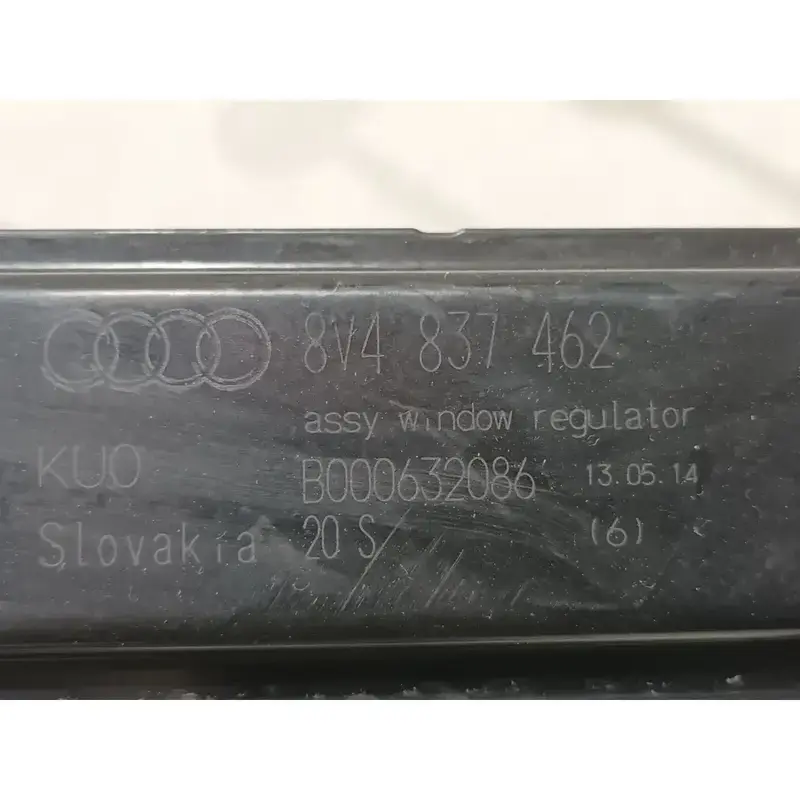 8V4 837 462
assy window regulator
KUO B000632086 13.05.14
Slovakia 20 S (6)